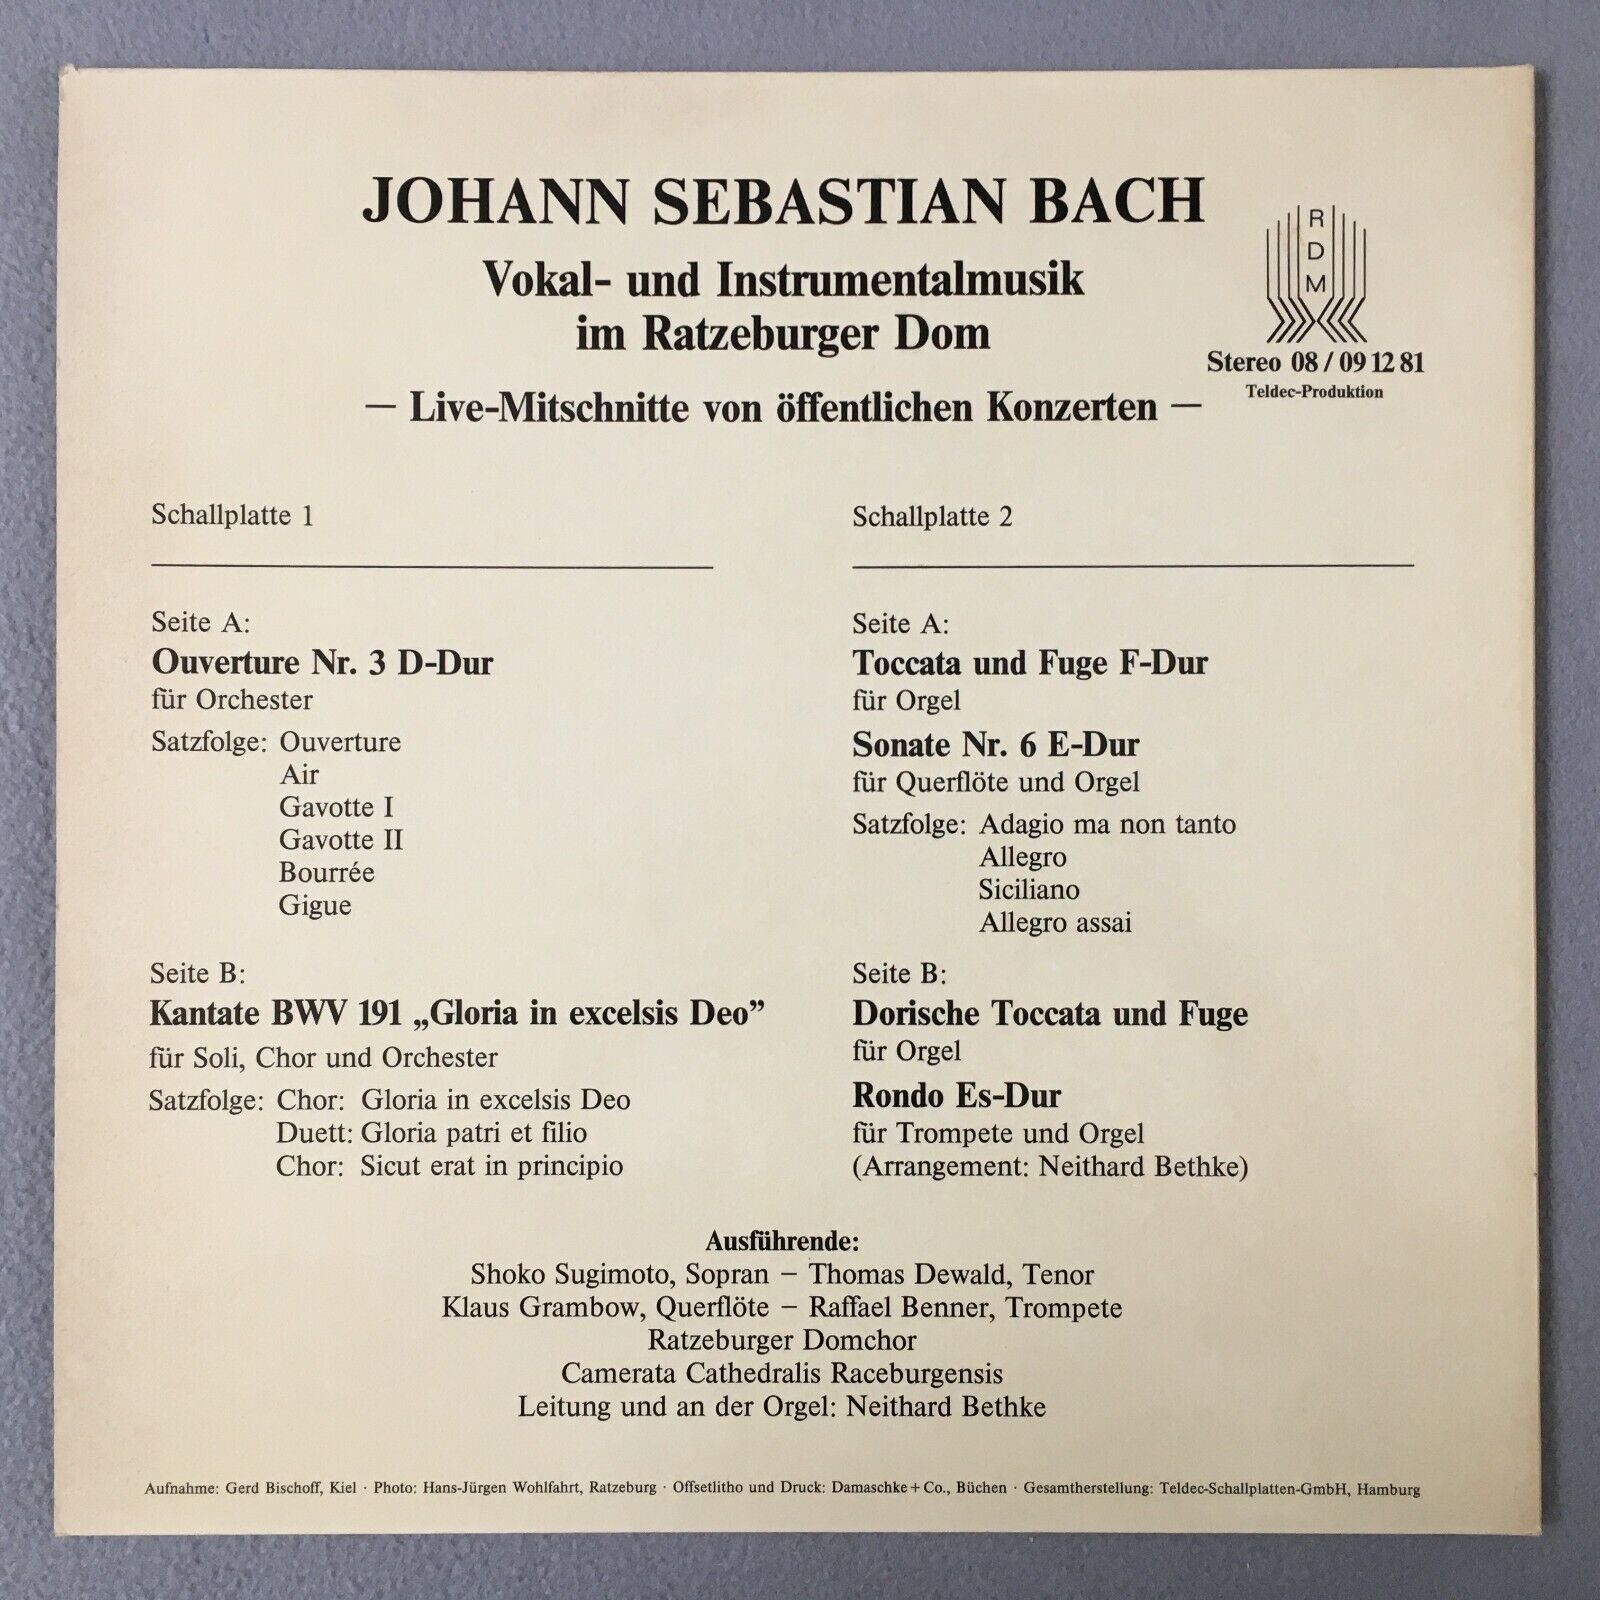 JOHANN SEBASTIAN BACH
Vokal- und Instrumentalmusik
im Ratzeburger Dom
— Live-Mitschnitte von öffentlichen Konzerten —
R
D
M
Stereo 08 / 09 12 81
Teldec-Produktion
Schallplatte 1
Seite A:
Ouverture Nr. 3 D-Dur
für Orchester
Satzfolge: Ouverture
Air
Gavotte I
Gavotte II
Bourrée
Gigue
Seite B:
Kantate BWV 191 „Gloria in excelsis Deo”
für Soli, Chor und Orchester
Satzfolge: Chor: Gloria in excelsis Deo
Duett: Gloria patri et filio
Chor: Sicut erat in principio
Schallplatte 2
Seite A:
Toccata und Fuge F-Dur
für Orgel
Sonate Nr. 6 E-Dur
für Querflöte und Orgel
Satzfolge: Adagio ma non tanto
Allegro
Siciliano
Allegro assai
Seite B:
Dorische Toccata und Fuge
für Orgel
Rondo Es-Dur
für Trompete und Orgel
(Arrangement: Neithard Bethke)
Ausführende:
Shoko Sugimoto, Sopran — Thomas Dewald, Tenor
Klaus Grambow, Querflöte — Raffael Benner, Trompete
Ratzeburger Domchor
Camerata Cathedralis Raceburgensis
Leitung und an der Orgel: Neithard Bethke
Aufnahme: Gerd Bischoff, Kiel · Photo: Hans-Jürgen Wohlfahrt, Ratzeburg · Offsetlitho und Druck: Damaschke + Co., Büchen · Gesamtherstellung: Teldec-Schallplatten-GmbH, Hamburg